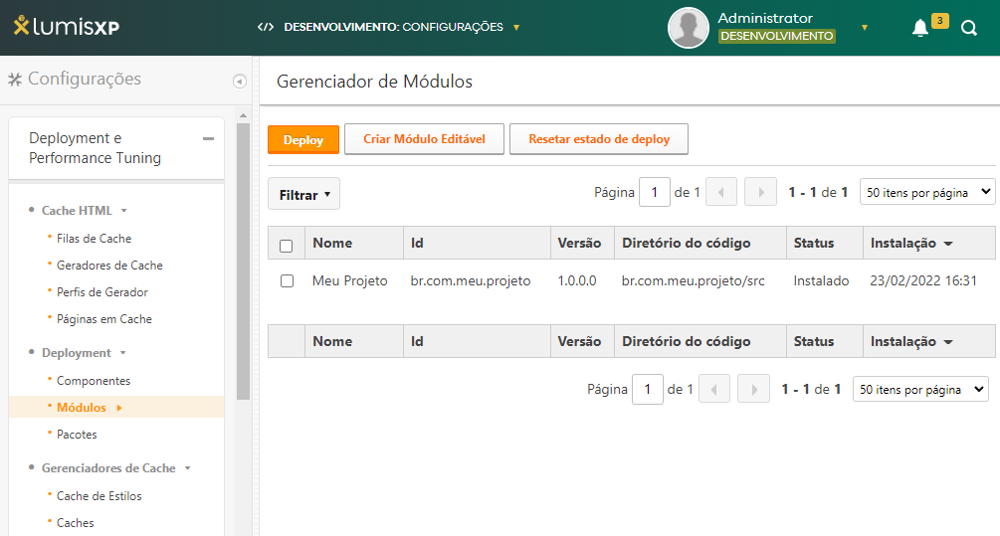 lumisXP
</> DESENVOLVIMENTO: CONFIGURAÇÕES
Administrator
DESENVOLVIMENTO
3
Configurações
Deployment e
Performance Tuning
Cache HTML
Filas de Cache
Geradores de Cache
Perfis de Gerador
Páginas em Cache
Deployment
Componentes
Módulos
Pacotes
Gerenciadores de Cache
Cache de Estilos
Caches
Gerenciador de Módulos
Deploy Criar Módulo Editável Resetar estado de deploy
Filtrar Página 1 de 1 1 - 1 de 1 50 itens por página
Nome Id Versão Diretório do código Status Instalação
Meu Projeto br.com.meu.projeto 1.0.0.0 br.com.meu.projeto/src Instalado 23/02/2022 16:31
Nome Id Versão Diretório do código Status Instalação
Página 1 de 1 1 - 1 de 1 50 itens por página